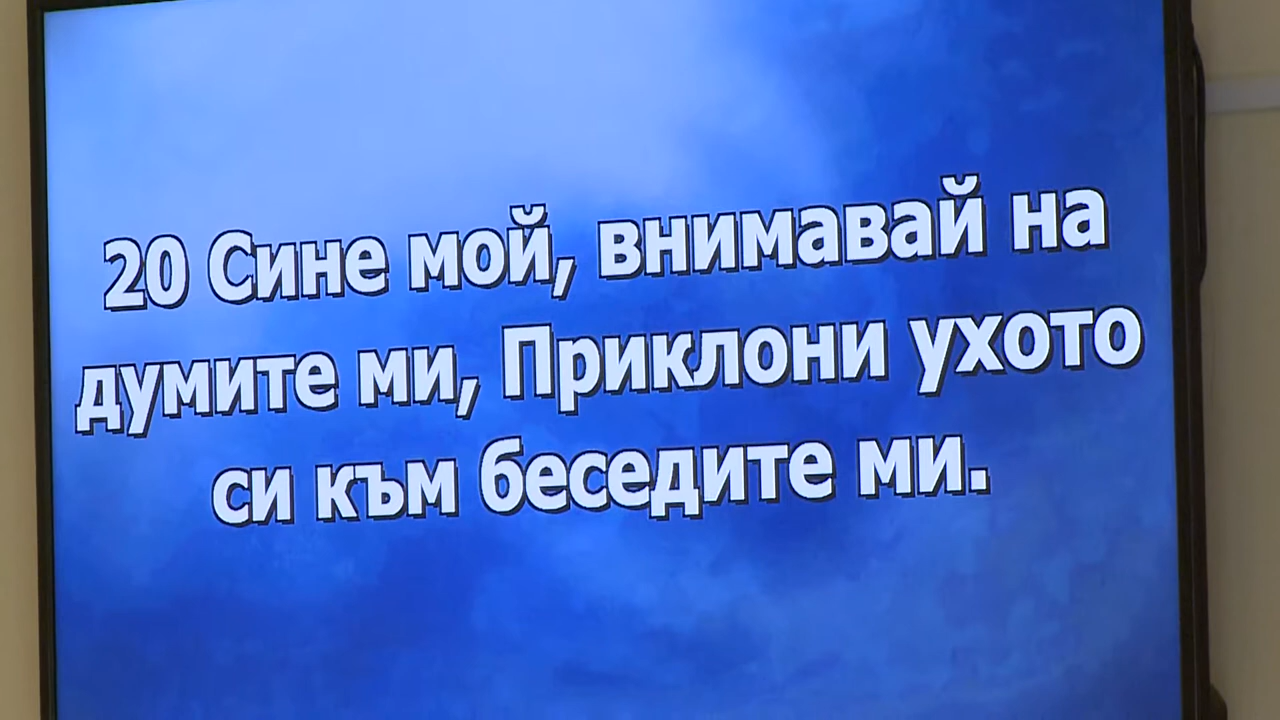 20 Сине мой, внимавай на
думите ми, Приклони ухото
си към беседите ми.